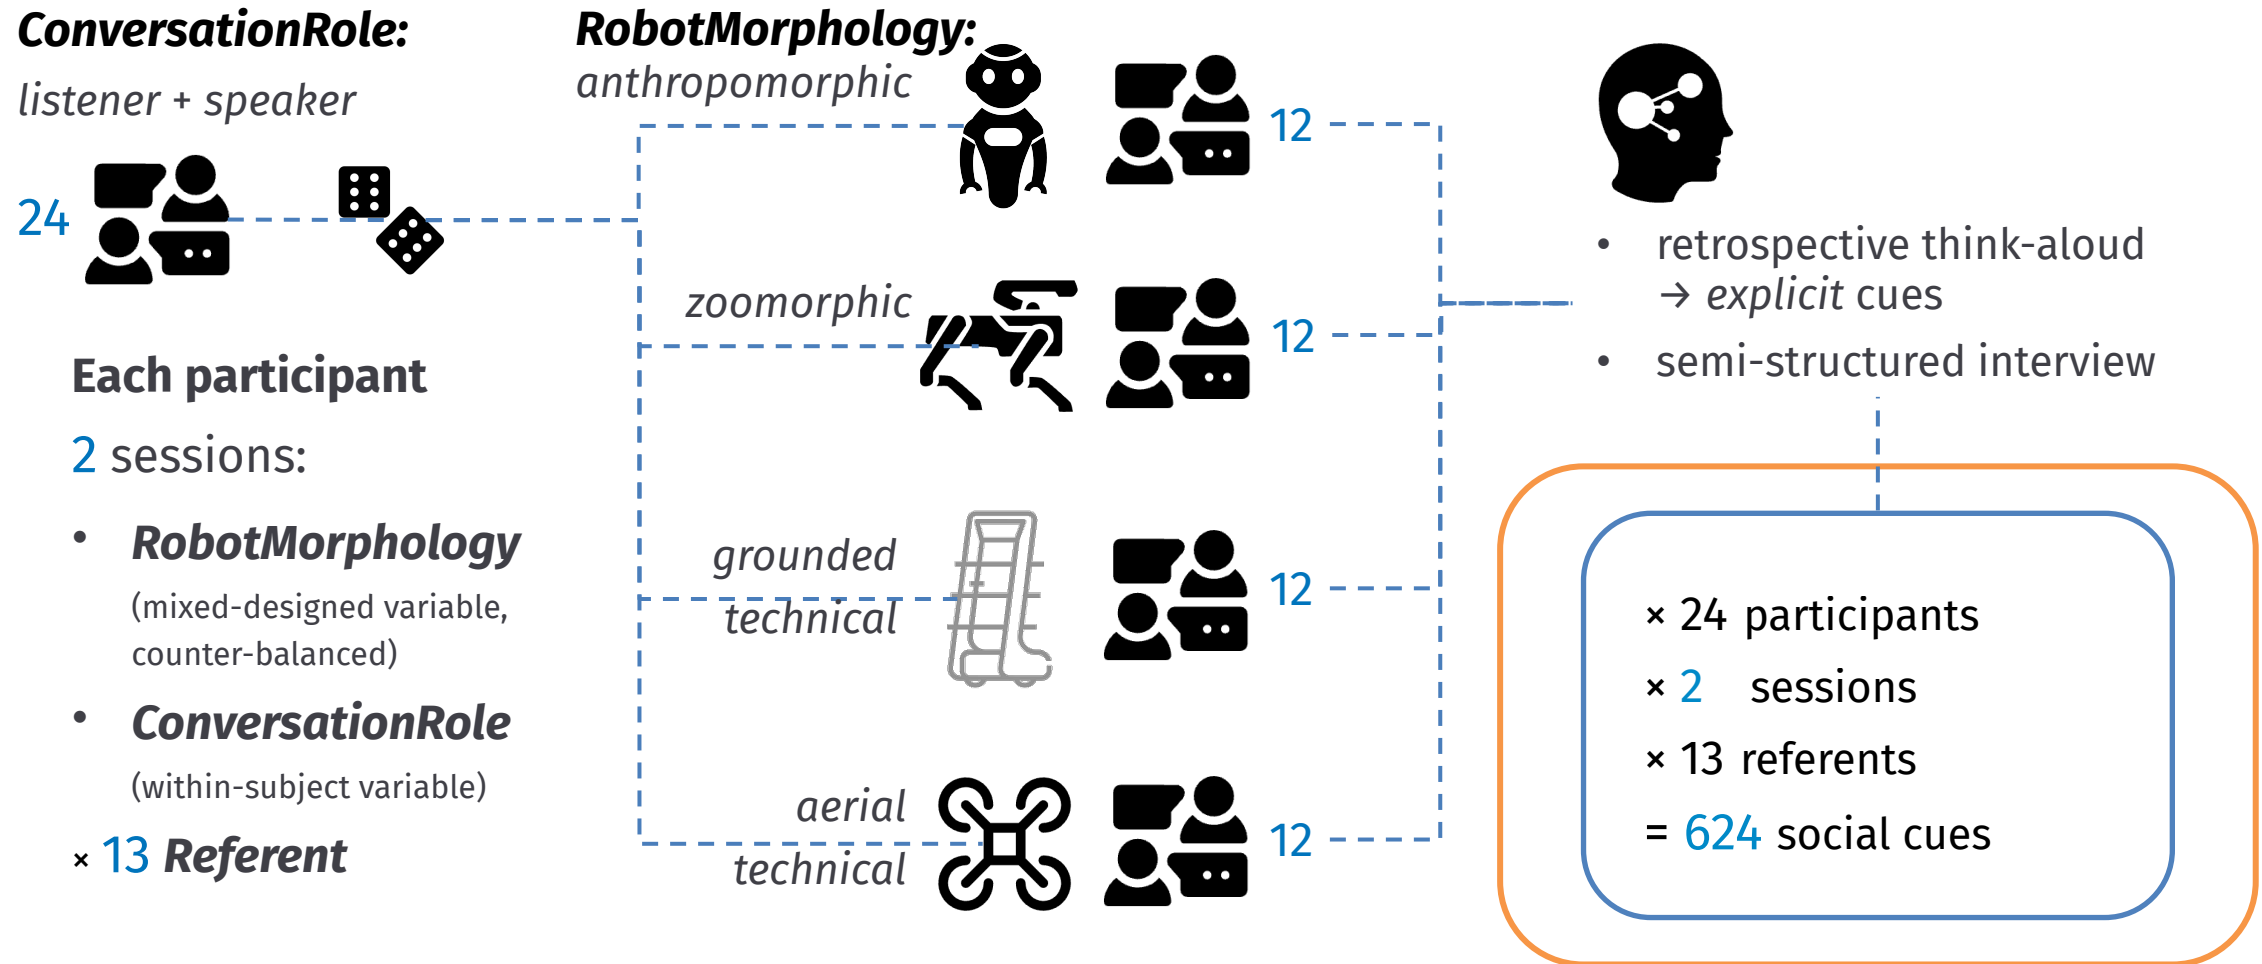 ConversationRole:
listener + speaker
24
Each participant
2 sessions:
• RobotMorphology
(mixed-designed variable,
counter-balanced)
• ConversationRole
(within-subject variable)
× 13 Referent
RobotMorphology:
anthropomorphic
12
zoomorphic
12
grounded
technical
12
aerial
technical
12
• retrospective think-aloud
→ explicit cues
• semi-structured interview
× 24 participants
× 2 sessions
× 13 referents
= 624 social cues